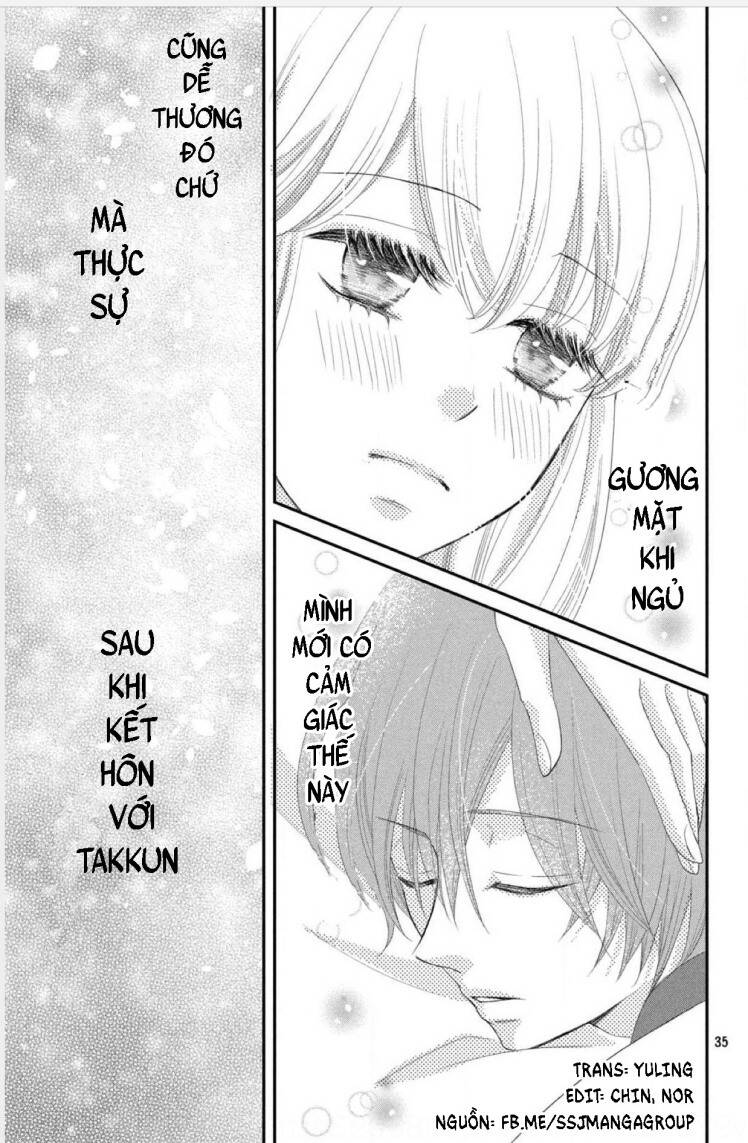 GƯƠNG
MẶT
KHI
NGỦ
CŨNG
DỄ
THƯƠNG
ĐÓ
CHỨ
MÀ
THỰC
SỰ
MÌNH
MỚI CÓ
CẢM
GIÁC
THẾ
NÀY
SAU
KHI
KẾT
HÔN
VỚI
TAKKUN
35
TRANS: YULING
EDIT: CHIN, NOR
NGUỒN: FB.ME/SSJMANGAGROUP